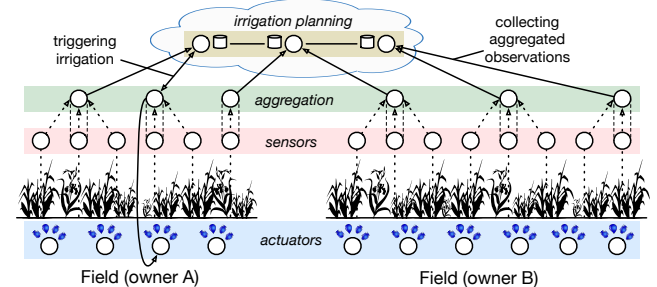 irrigation planning
triggering
irrigation
collecting
aggregated
observations
aggregation
sensors
actuators
Field (owner A)
Field (owner B)